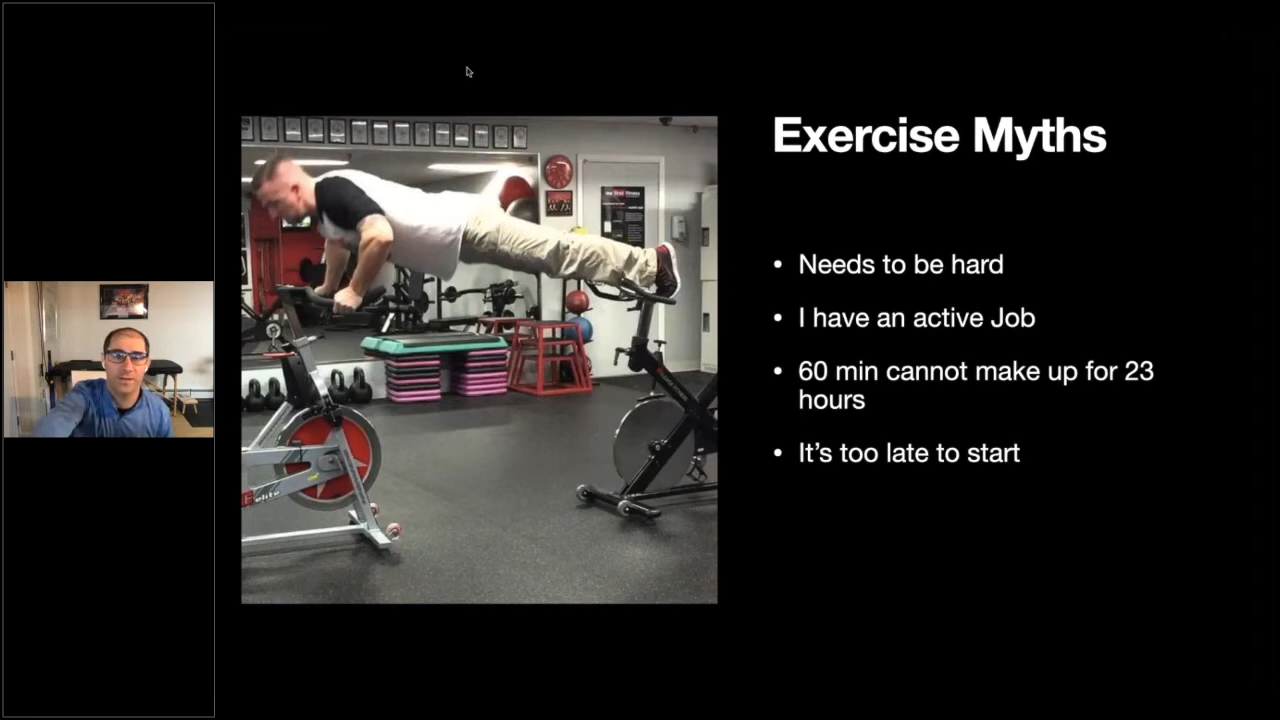 Exercise Myths
• Needs to be hard
• I have an active Job
• 60 min cannot make up for 23
hours
• It’s too late to start
elite